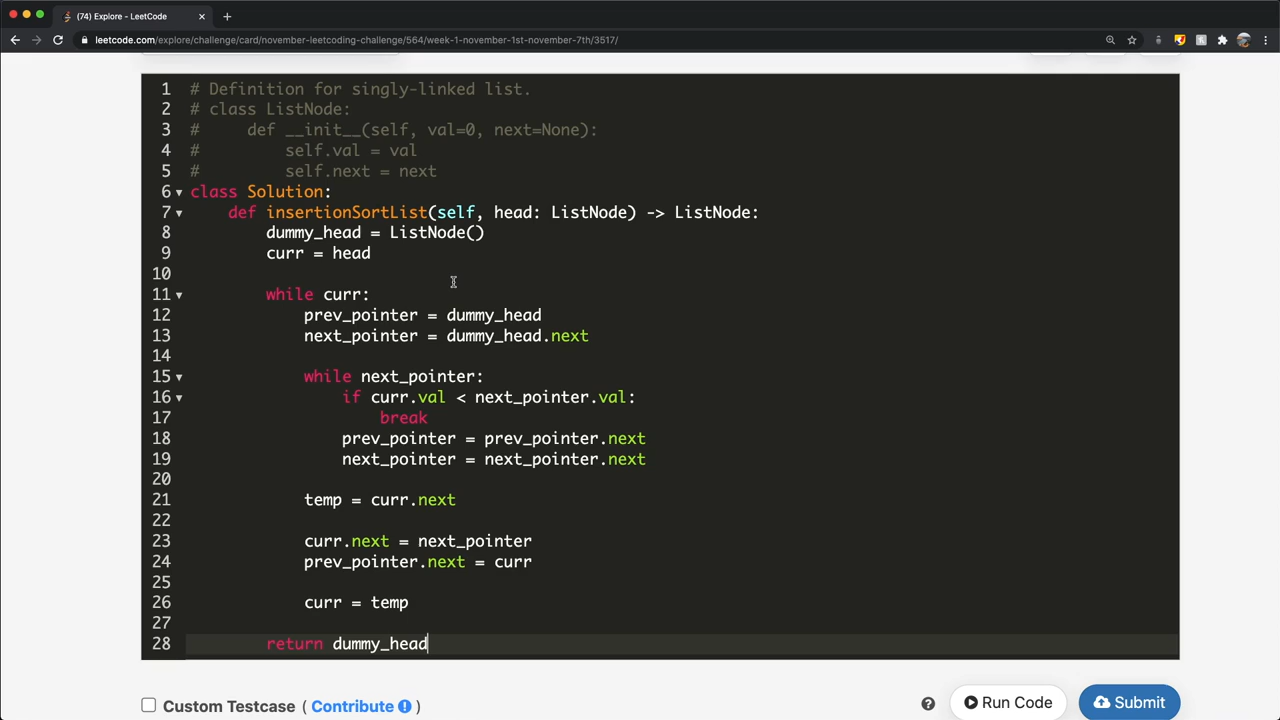 (74) Explore - LeetCode
leetcode.com/explore/challenge/card/november-leetcoding-challenge/564/week-1-november-1st-november-7th/3517/
1 # Definition for singly-linked list.
2 # class ListNode:
3 #     def __init__(self, val=0, next=None):
4 #         self.val = val
5 #         self.next = next
6 class Solution:
7     def insertionSortList(self, head: ListNode) -> ListNode:
8         dummy_head = ListNode()
9         curr = head
10
11         while curr:
12             prev_pointer = dummy_head
13             next_pointer = dummy_head.next
14
15             while next_pointer:
16                 if curr.val < next_pointer.val:
17                     break
18                 prev_pointer = prev_pointer.next
19                 next_pointer = next_pointer.next
20
21             temp = curr.next
22
23             curr.next = next_pointer
24             prev_pointer.next = curr
25
26             curr = temp
27
28         return dummy_head
Custom Testcase ( Contribute ) ? Run Code Submit